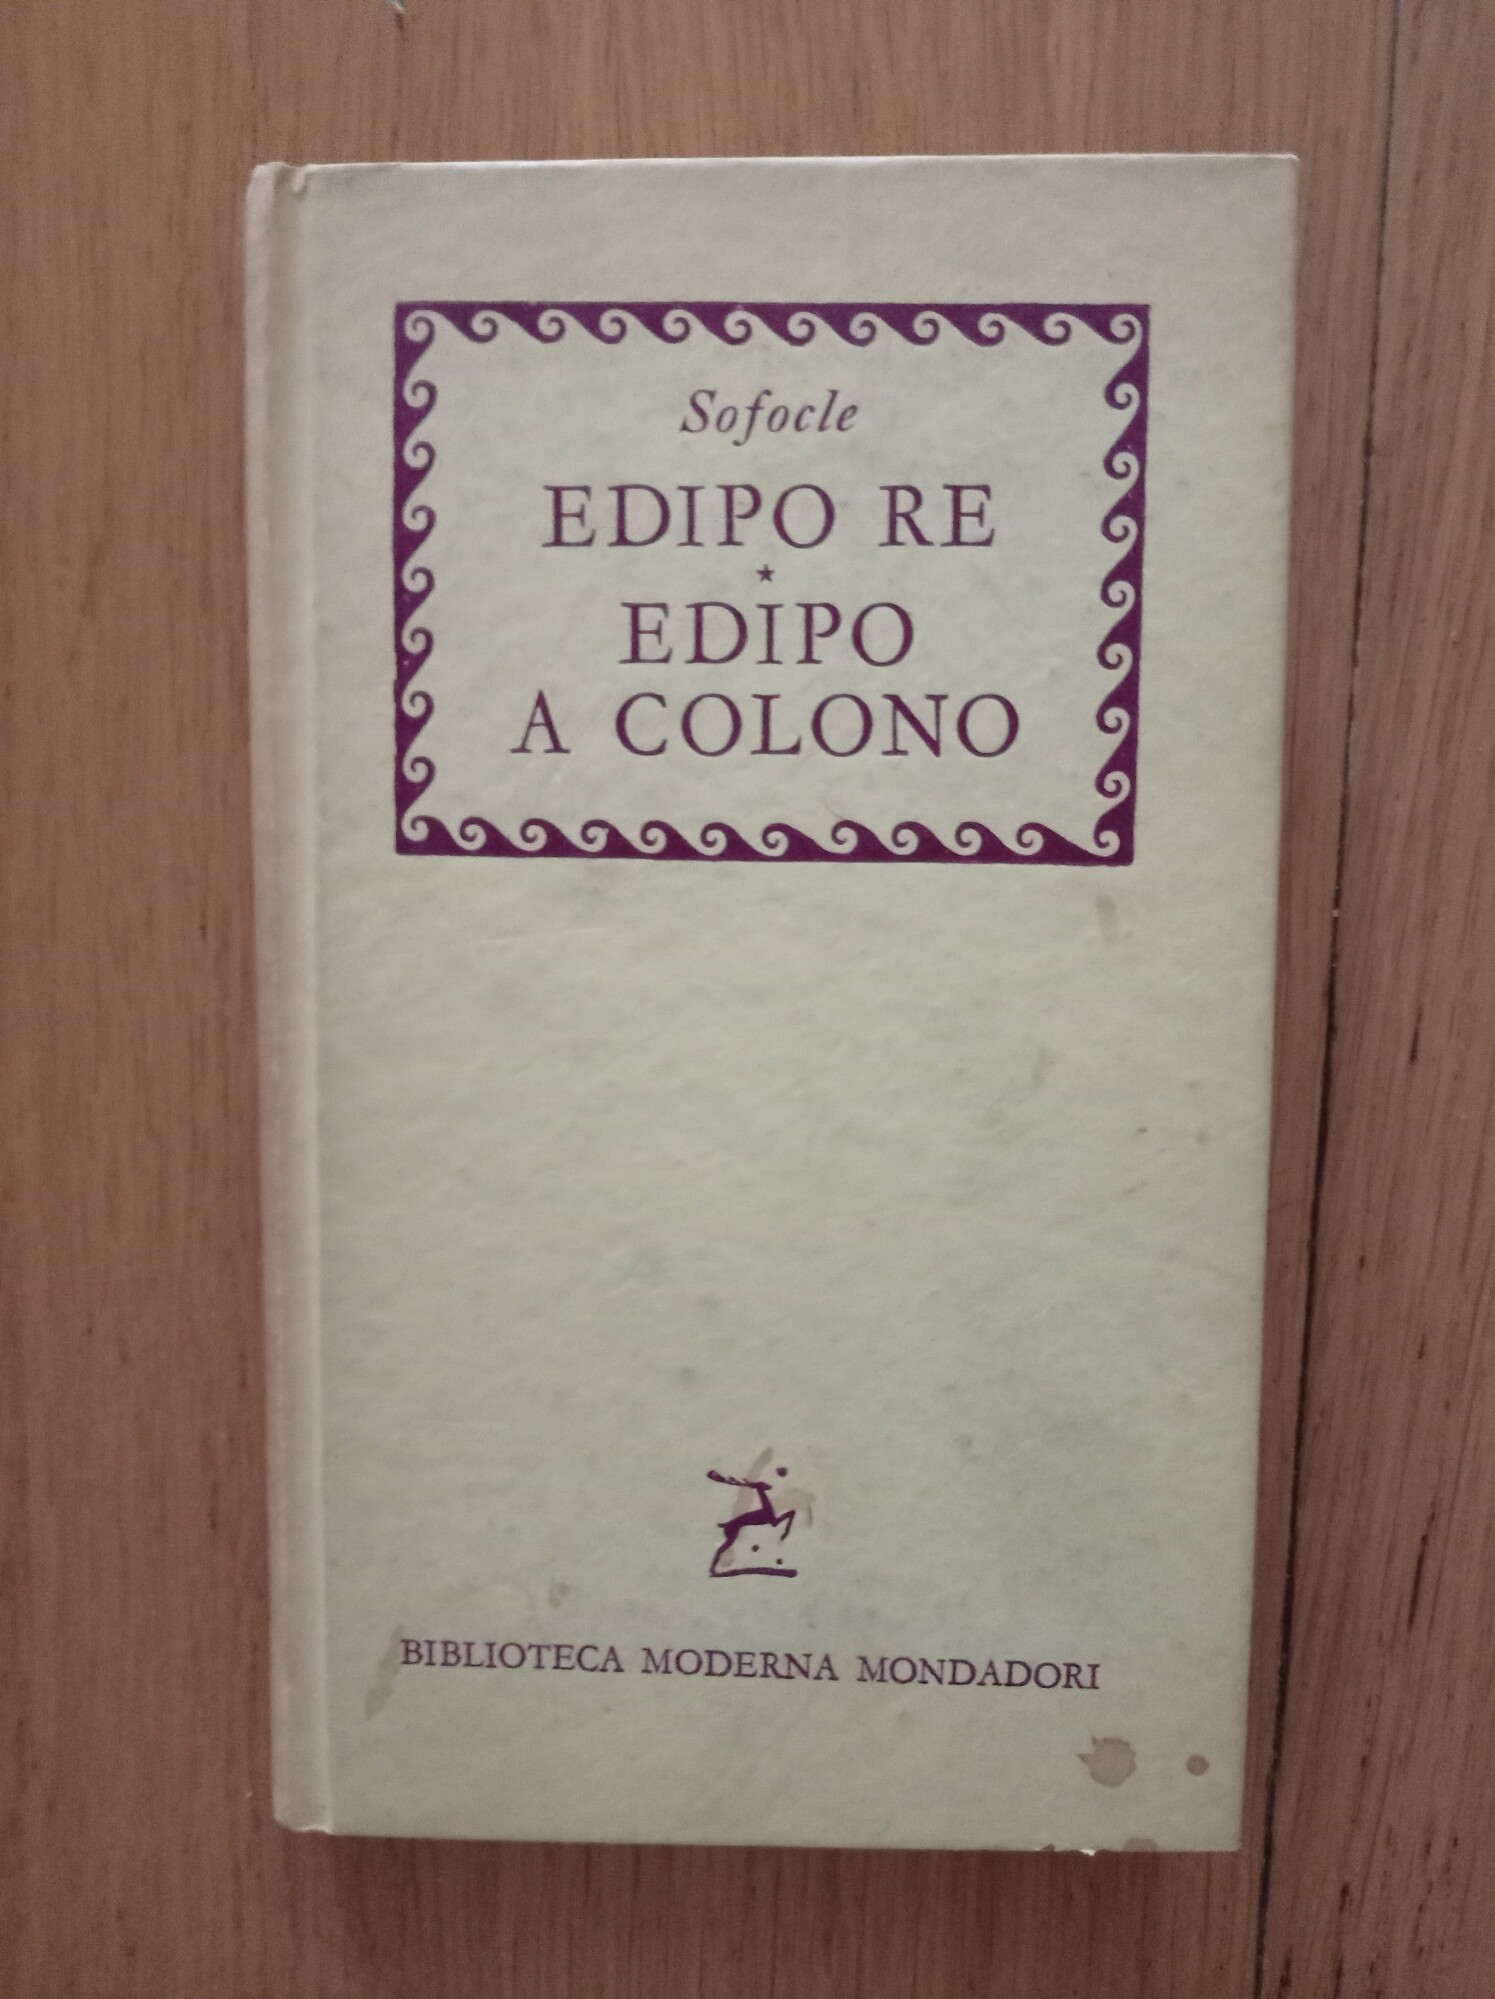 Sofocle
EDIPO RE
★
EDIPO
A COLONO
BIBLIOTECA MODERNA MONDADORI